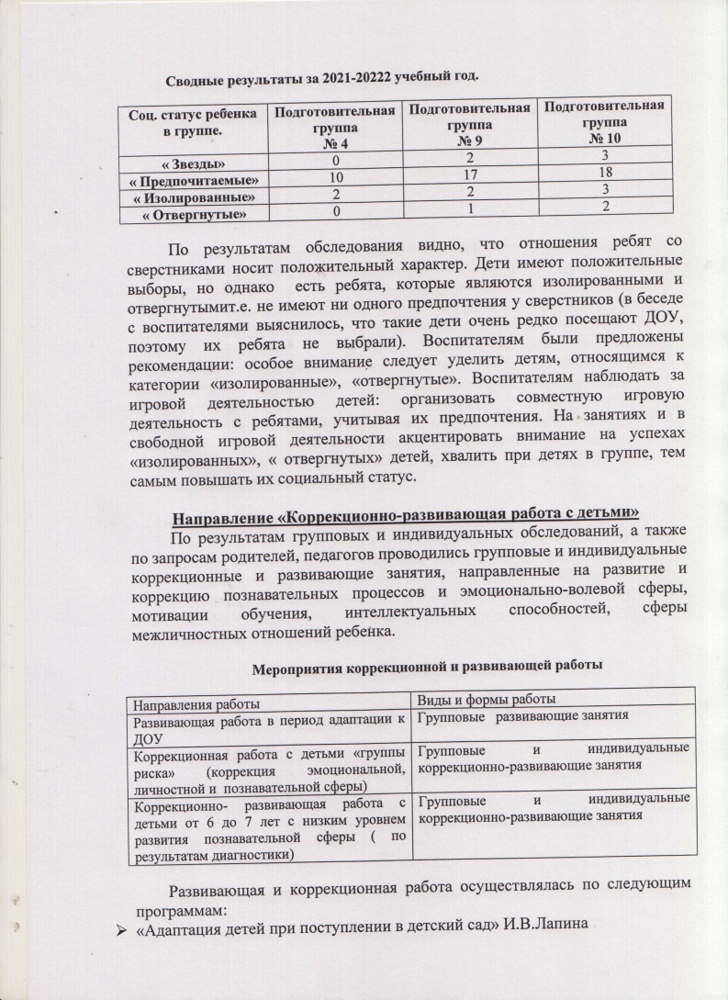 Сводные результаты за 2021-20222 учебный год.
Соц. статус ребенка в группе. Подготовительная группа № 4 Подготовительная группа № 9 Подготовительная группа № 10
« Звезды» 0 2 3
« Предпочитаемые» 10 17 18
« Изолированные» 2 2 3
« Отвергнутые» 0 1 2
По результатам обследования видно, что отношения ребят со
сверстниками носит положительный характер. Дети имеют положительные
выборы, но однако есть ребята, которые являются изолированными и
отвергнутымит.е. не имеют ни одного предпочтения у сверстников (в беседе
с воспитателями выяснилось, что такие дети очень редко посещают ДОУ,
поэтому их ребята не выбрали). Воспитателям были предложены
рекомендации: особое внимание следует уделить детям, относящимся к
категории «изолированные», «отвергнутые». Воспитателям наблюдать за
игровой деятельностью детей: организовать совместную игровую
деятельность с ребятами, учитывая их предпочтения. На занятиях и в
свободной игровой деятельности акцентировать внимание на успехах
«изолированных», « отвергнутых» детей, хвалить при детях в группе, тем
самым повышать их социальный статус.
Направление «Коррекционно-развивающая работа с детьми»
По результатам групповых и индивидуальных обследований, а также
по запросам родителей, педагогов проводились групповые и индивидуальные
коррекционные и развивающие занятия, направленные на развитие и
коррекцию познавательных процессов и эмоционально-волевой сферы,
мотивации обучения, интеллектуальных способностей, сферы
межличностных отношений ребенка.
Мероприятия коррекционной и развивающей работы
Направления работы Виды и формы работы
Развивающая работа в период адаптации к Групповые развивающие занятия
ДОУ
Коррекционная работа с детьми «группы Групповые и индивидуальные
риска» (коррекция эмоциональной, коррекционно-развивающие занятия
личностной и познавательной сферы)
Коррекционно- развивающая работа с Групповые и индивидуальные
детьми от 6 до 7 лет с низким уровнем коррекционно-развивающие занятия
развития познавательной сферы ( по
результатам диагностики)
Развивающая и коррекционная работа осуществлялась по следующим
программам:
➢ «Адаптация детей при поступлении в детский сад» И.В.Лапина